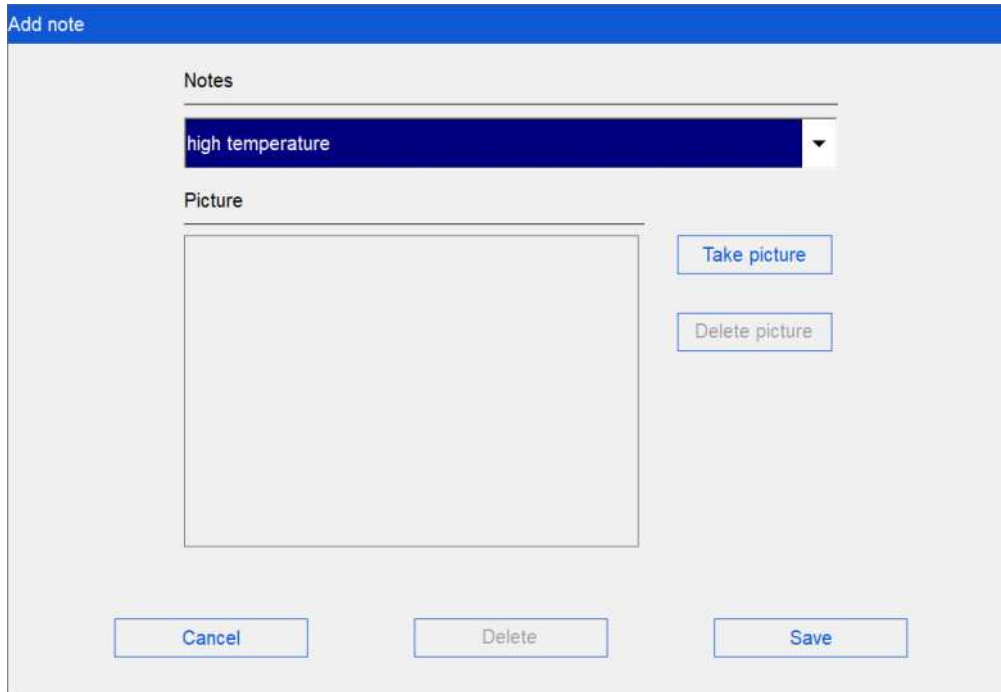 Add note
Notes
high temperature
Picture
Take picture
Delete picture
Cancel
Delete
Save